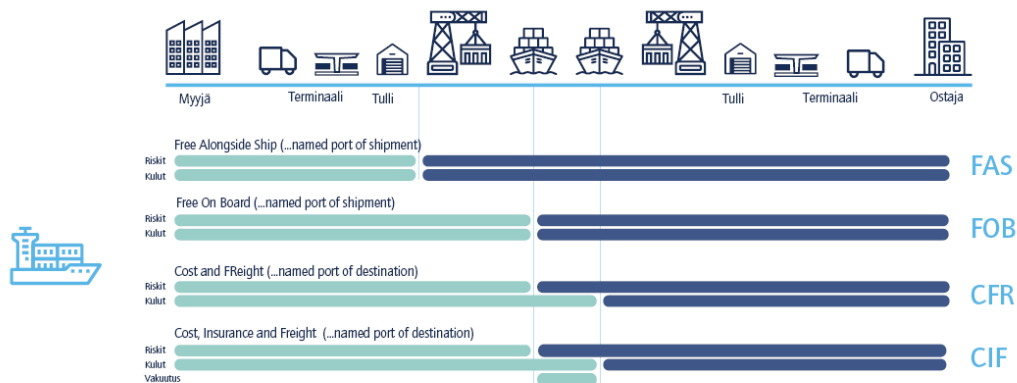 Myyjä
Terminaali
Tulli
Tulli
Terminaali
Ostaja
Free Alongside Ship (...named port of shipment)
Riskit
Kulut
FAS
Free On Board (...named port of shipment)
Riskit
Kulut
FOB
Cost and FReight (...named port of destination)
Riskit
Kulut
CFR
Cost, Insurance and Freight (...named port of destination)
Riskit
Kulut
Vakuutus
CIF